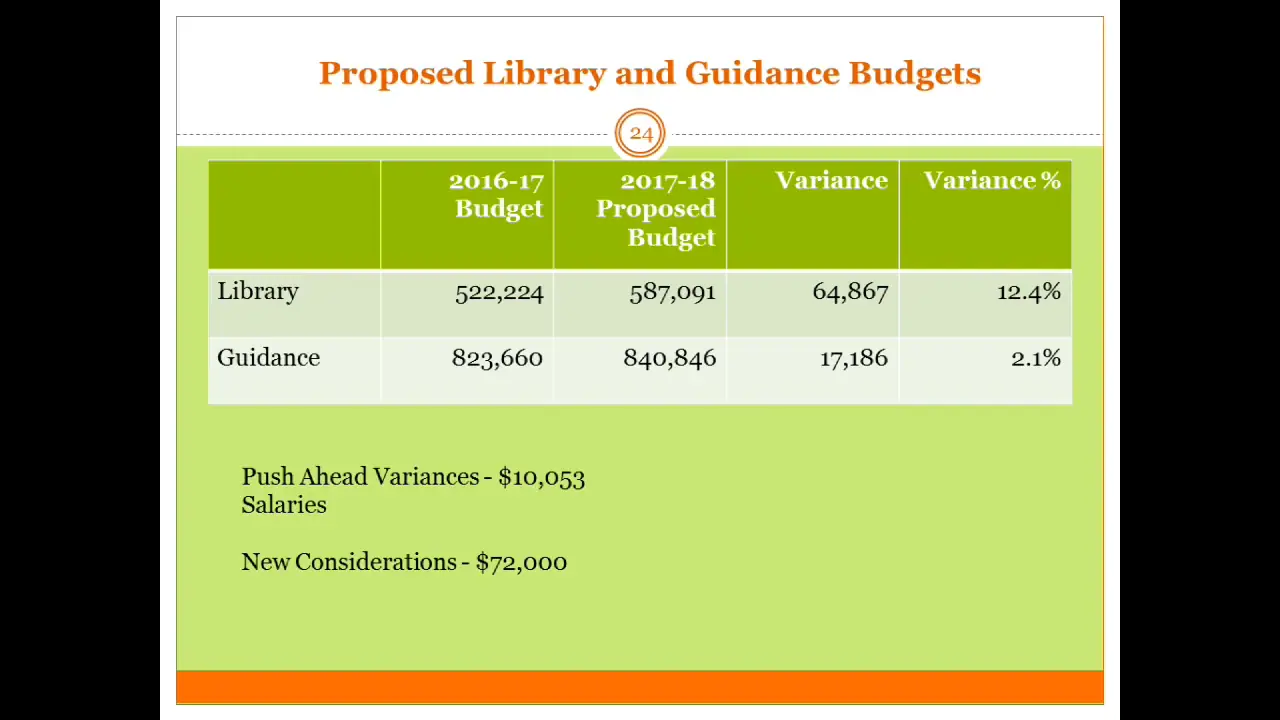 Proposed Library and Guidance Budgets
24
2016-17 Budget 2017-18 Proposed Budget Variance Variance %
Library 522,224 587,091 64,867 12.4%
Guidance 823,660 840,846 17,186 2.1%
Push Ahead Variances - $10,053
Salaries
New Considerations - $72,000